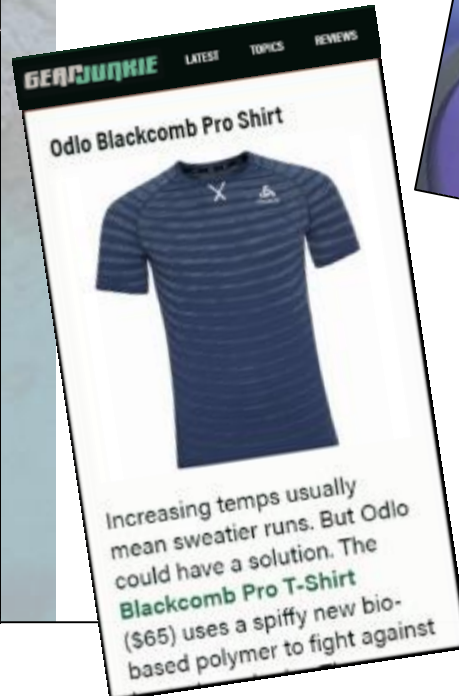 GEARJUNKIE
LATEST
TOPICS
REVIEWS
Odlo Blackcomb Pro Shirt
Increasing temps usually
mean sweatier runs. But Odlo
could have a solution. The
Blackcomb Pro T-Shirt
($65) uses a spiffy new bio-
based polymer to fight against